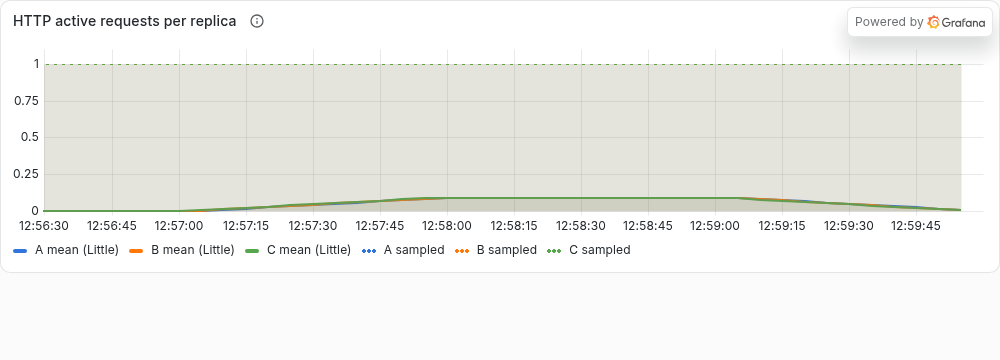 HTTP active requests per replica
Powered by Grafana
1
0.75
0.5
0.25
0
12:56:30 12:56:45 12:57:00 12:57:15 12:57:30 12:57:45 12:58:00 12:58:15 12:58:30 12:58:45 12:59:00 12:59:15 12:59:30 12:59:45
A mean (Little) B mean (Little) C mean (Little) A sampled B sampled C sampled